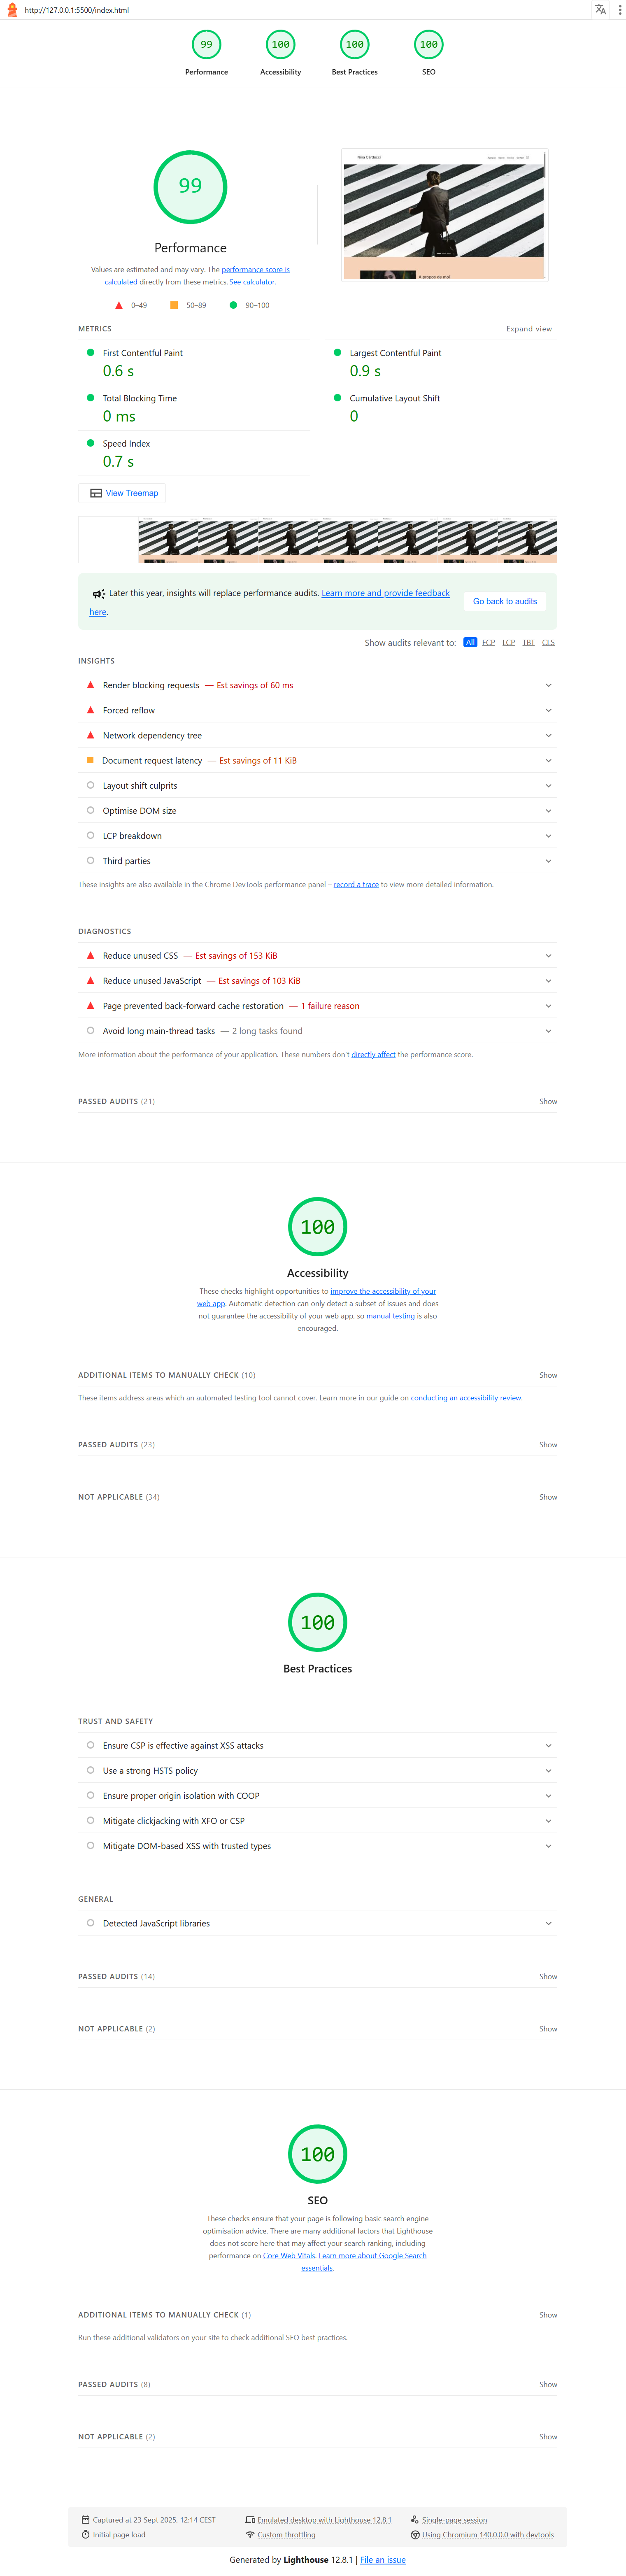 http://127.0.0.1:5500/index.html
99 100 100 100
Performance Accessibility Best Practices SEO
99
Performance
Values are estimated and may vary. The performance score is
calculated directly from these metrics. See calculator.
0–49 50–89 90–100
Nina Carducci
A propos de moi
METRICS Expand view
First Contentful Paint
0.6 s
Largest Contentful Paint
0.9 s
Total Blocking Time
0 ms
Cumulative Layout Shift
0
Speed Index
0.7 s
View Treemap
Later this year, insights will replace performance audits. Learn more and provide feedback
here.
Go back to audits
Show audits relevant to: All FCP LCP TBT CLS
INSIGHTS
Render blocking requests — Est savings of 60 ms
Forced reflow
Network dependency tree
Document request latency — Est savings of 11 KiB
Layout shift culprits
Optimise DOM size
LCP breakdown
Third parties
These insights are also available in the Chrome DevTools performance panel – record a trace to view more detailed information.
DIAGNOSTICS
Reduce unused CSS — Est savings of 153 KiB
Reduce unused JavaScript — Est savings of 103 KiB
Page prevented back-forward cache restoration — 1 failure reason
Avoid long main-thread tasks — 2 long tasks found
More information about the performance of your application. These numbers don't directly affect the performance score.
PASSED AUDITS (21) Show
100
Accessibility
These checks highlight opportunities to improve the accessibility of your
web app. Automatic detection can only detect a subset of issues and does
not guarantee the accessibility of your web app, so manual testing is also
encouraged.
ADDITIONAL ITEMS TO MANUALLY CHECK (10) Show
These items address areas which an automated testing tool cannot cover. Learn more in our guide on conducting an accessibility review.
PASSED AUDITS (23) Show
NOT APPLICABLE (34) Show
100
Best Practices
TRUST AND SAFETY
Ensure CSP is effective against XSS attacks
Use a strong HSTS policy
Ensure proper origin isolation with COOP
Mitigate clickjacking with XFO or CSP
Mitigate DOM-based XSS with trusted types
GENERAL
Detected JavaScript libraries
PASSED AUDITS (14) Show
NOT APPLICABLE (2) Show
100
SEO
These checks ensure that your page is following basic search engine
optimisation advice. There are many additional factors that Lighthouse
does not score here that may affect your search ranking, including
performance on Core Web Vitals. Learn more about Google Search
essentials.
ADDITIONAL ITEMS TO MANUALLY CHECK (1) Show
Run these additional validators on your site to check additional SEO best practices.
PASSED AUDITS (8) Show
NOT APPLICABLE (2) Show
Captured at 23 Sept 2025, 12:14 CEST Emulated desktop with Lighthouse 12.8.1 Single-page session
Initial page load Custom throttling Using Chromium 140.0.0.0 with devtools
Generated by Lighthouse 12.8.1 | File an issue